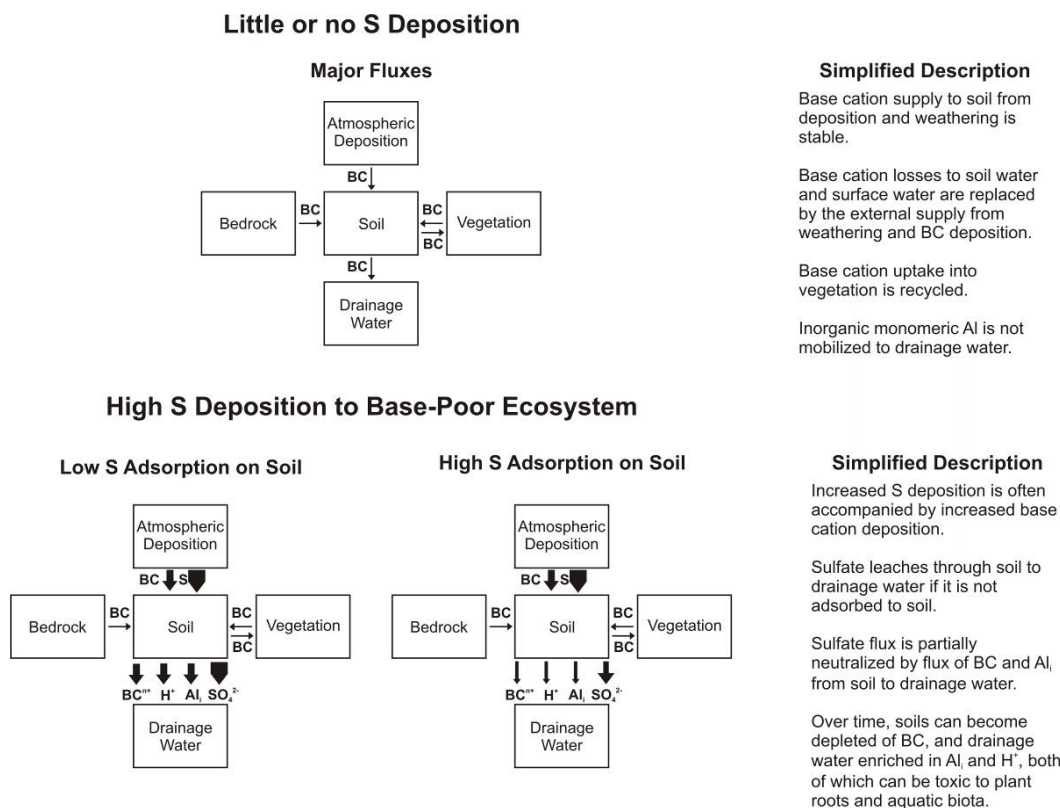 Little or no S Deposition
Major Fluxes
Atmospheric
Deposition
BC
Bedrock
BC
Soil
BC
BC
Vegetation
BC
Drainage
Water
Simplified Description
Base cation supply to soil from
deposition and weathering is
stable.
Base cation losses to soil water
and surface water are replaced
by the external supply from
weathering and BC deposition.
Base cation uptake into
vegetation is recycled.
Inorganic monomeric Al is not
mobilized to drainage water.
High S Deposition to Base-Poor Ecosystem
Low S Adsorption on Soil
Atmospheric
Deposition
BC S
Bedrock
BC
Soil
BC
BC
Vegetation
BCⁿ⁺ H⁺ Alᵢ SO₄²⁻
Drainage
Water
High S Adsorption on Soil
Atmospheric
Deposition
BC S
Bedrock
BC
Soil
BC
BC
Vegetation
BCⁿ⁺ H⁺ Alᵢ SO₄²⁻
Drainage
Water
Simplified Description
Increased S deposition is often
accompanied by increased base
cation deposition.
Sulfate leaches through soil to
drainage water if it is not
adsorbed to soil.
Sulfate flux is partially
neutralized by flux of BC and Alᵢ
from soil to drainage water.
Over time, soils can become
depleted of BC, and drainage
water enriched in Alᵢ and H⁺, both
of which can be toxic to plant
roots and aquatic biota.